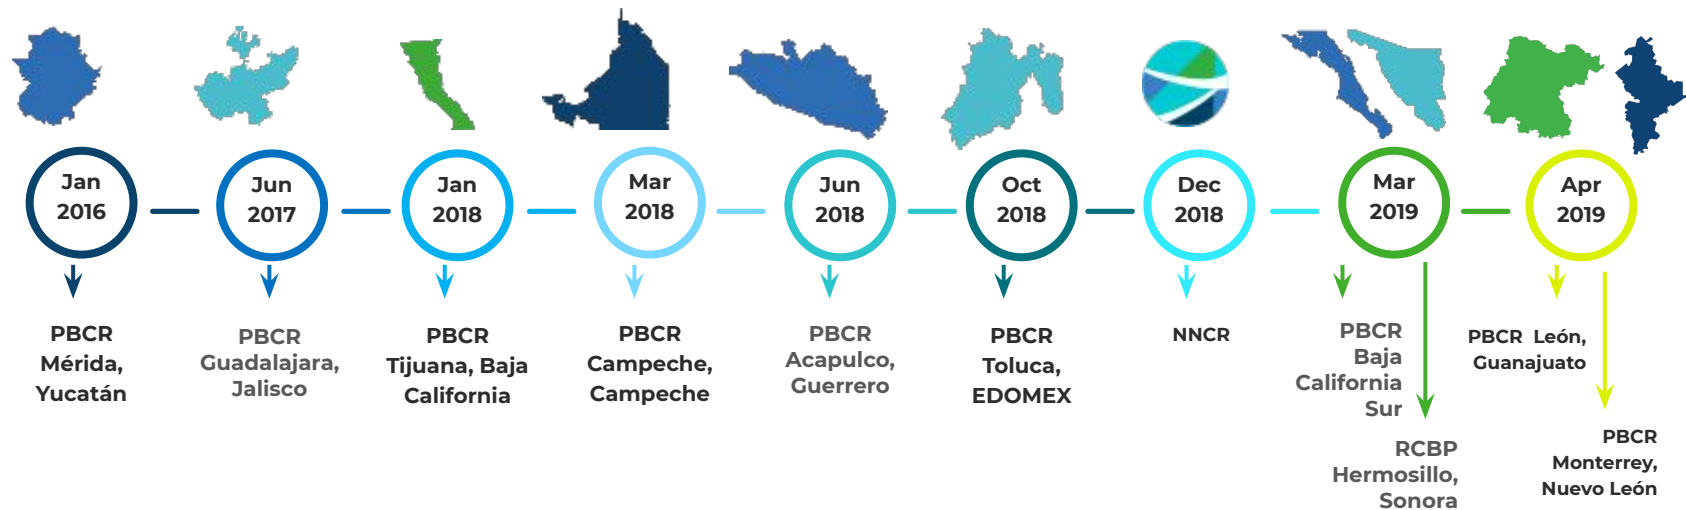 Jan
2016
Jun
2017
Jan
2018
Mar
2018
Jun
2018
Oct
2018
Dec
2018
Mar
2019
Apr
2019
PBCR
Mérida,
Yucatán
PBCR
Guadalajara,
Jalisco
PBCR
Tijuana, Baja
California
PBCR
Campeche,
Campeche
PBCR
Acapulco,
Guerrero
PBCR
Toluca,
EDOMEX
NNCR
PBCR
Baja
California
Sur
RCBP
Hermosillo,
Sonora
PBCR León,
Guanajuato
PBCR
Monterrey,
Nuevo León